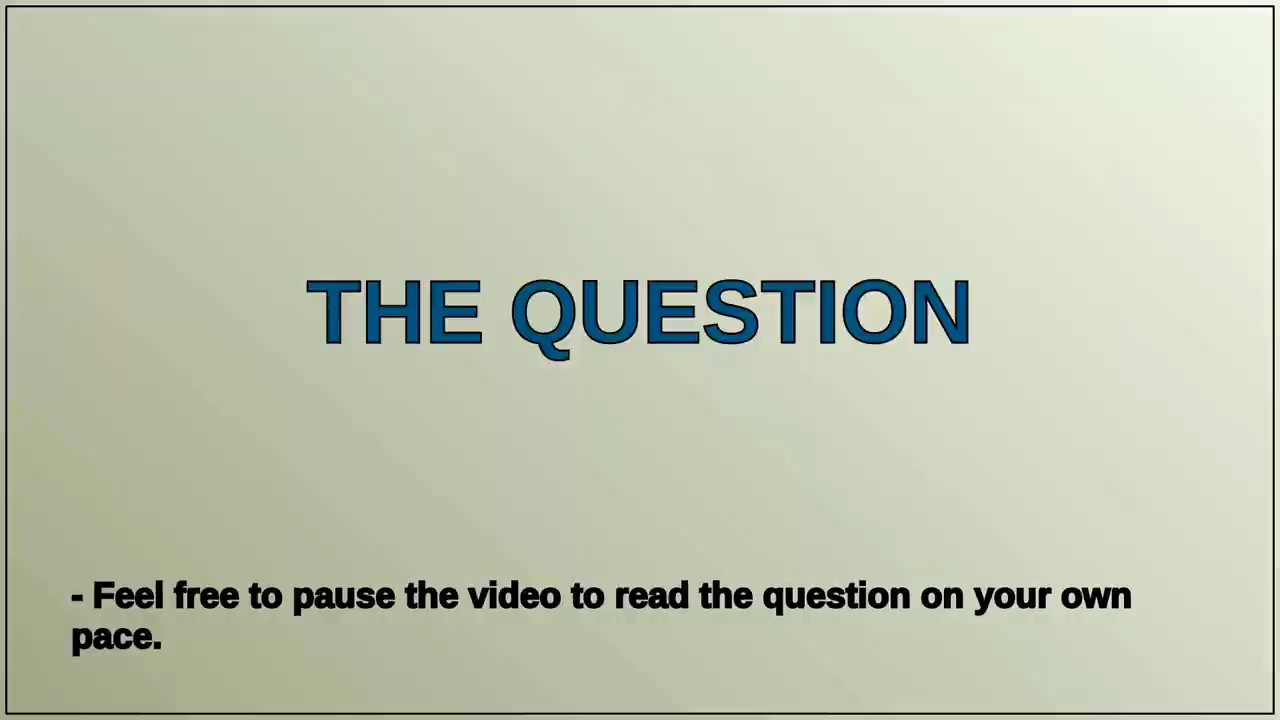 THE QUESTION
- Feel free to pause the video to read the question on your own
pace.